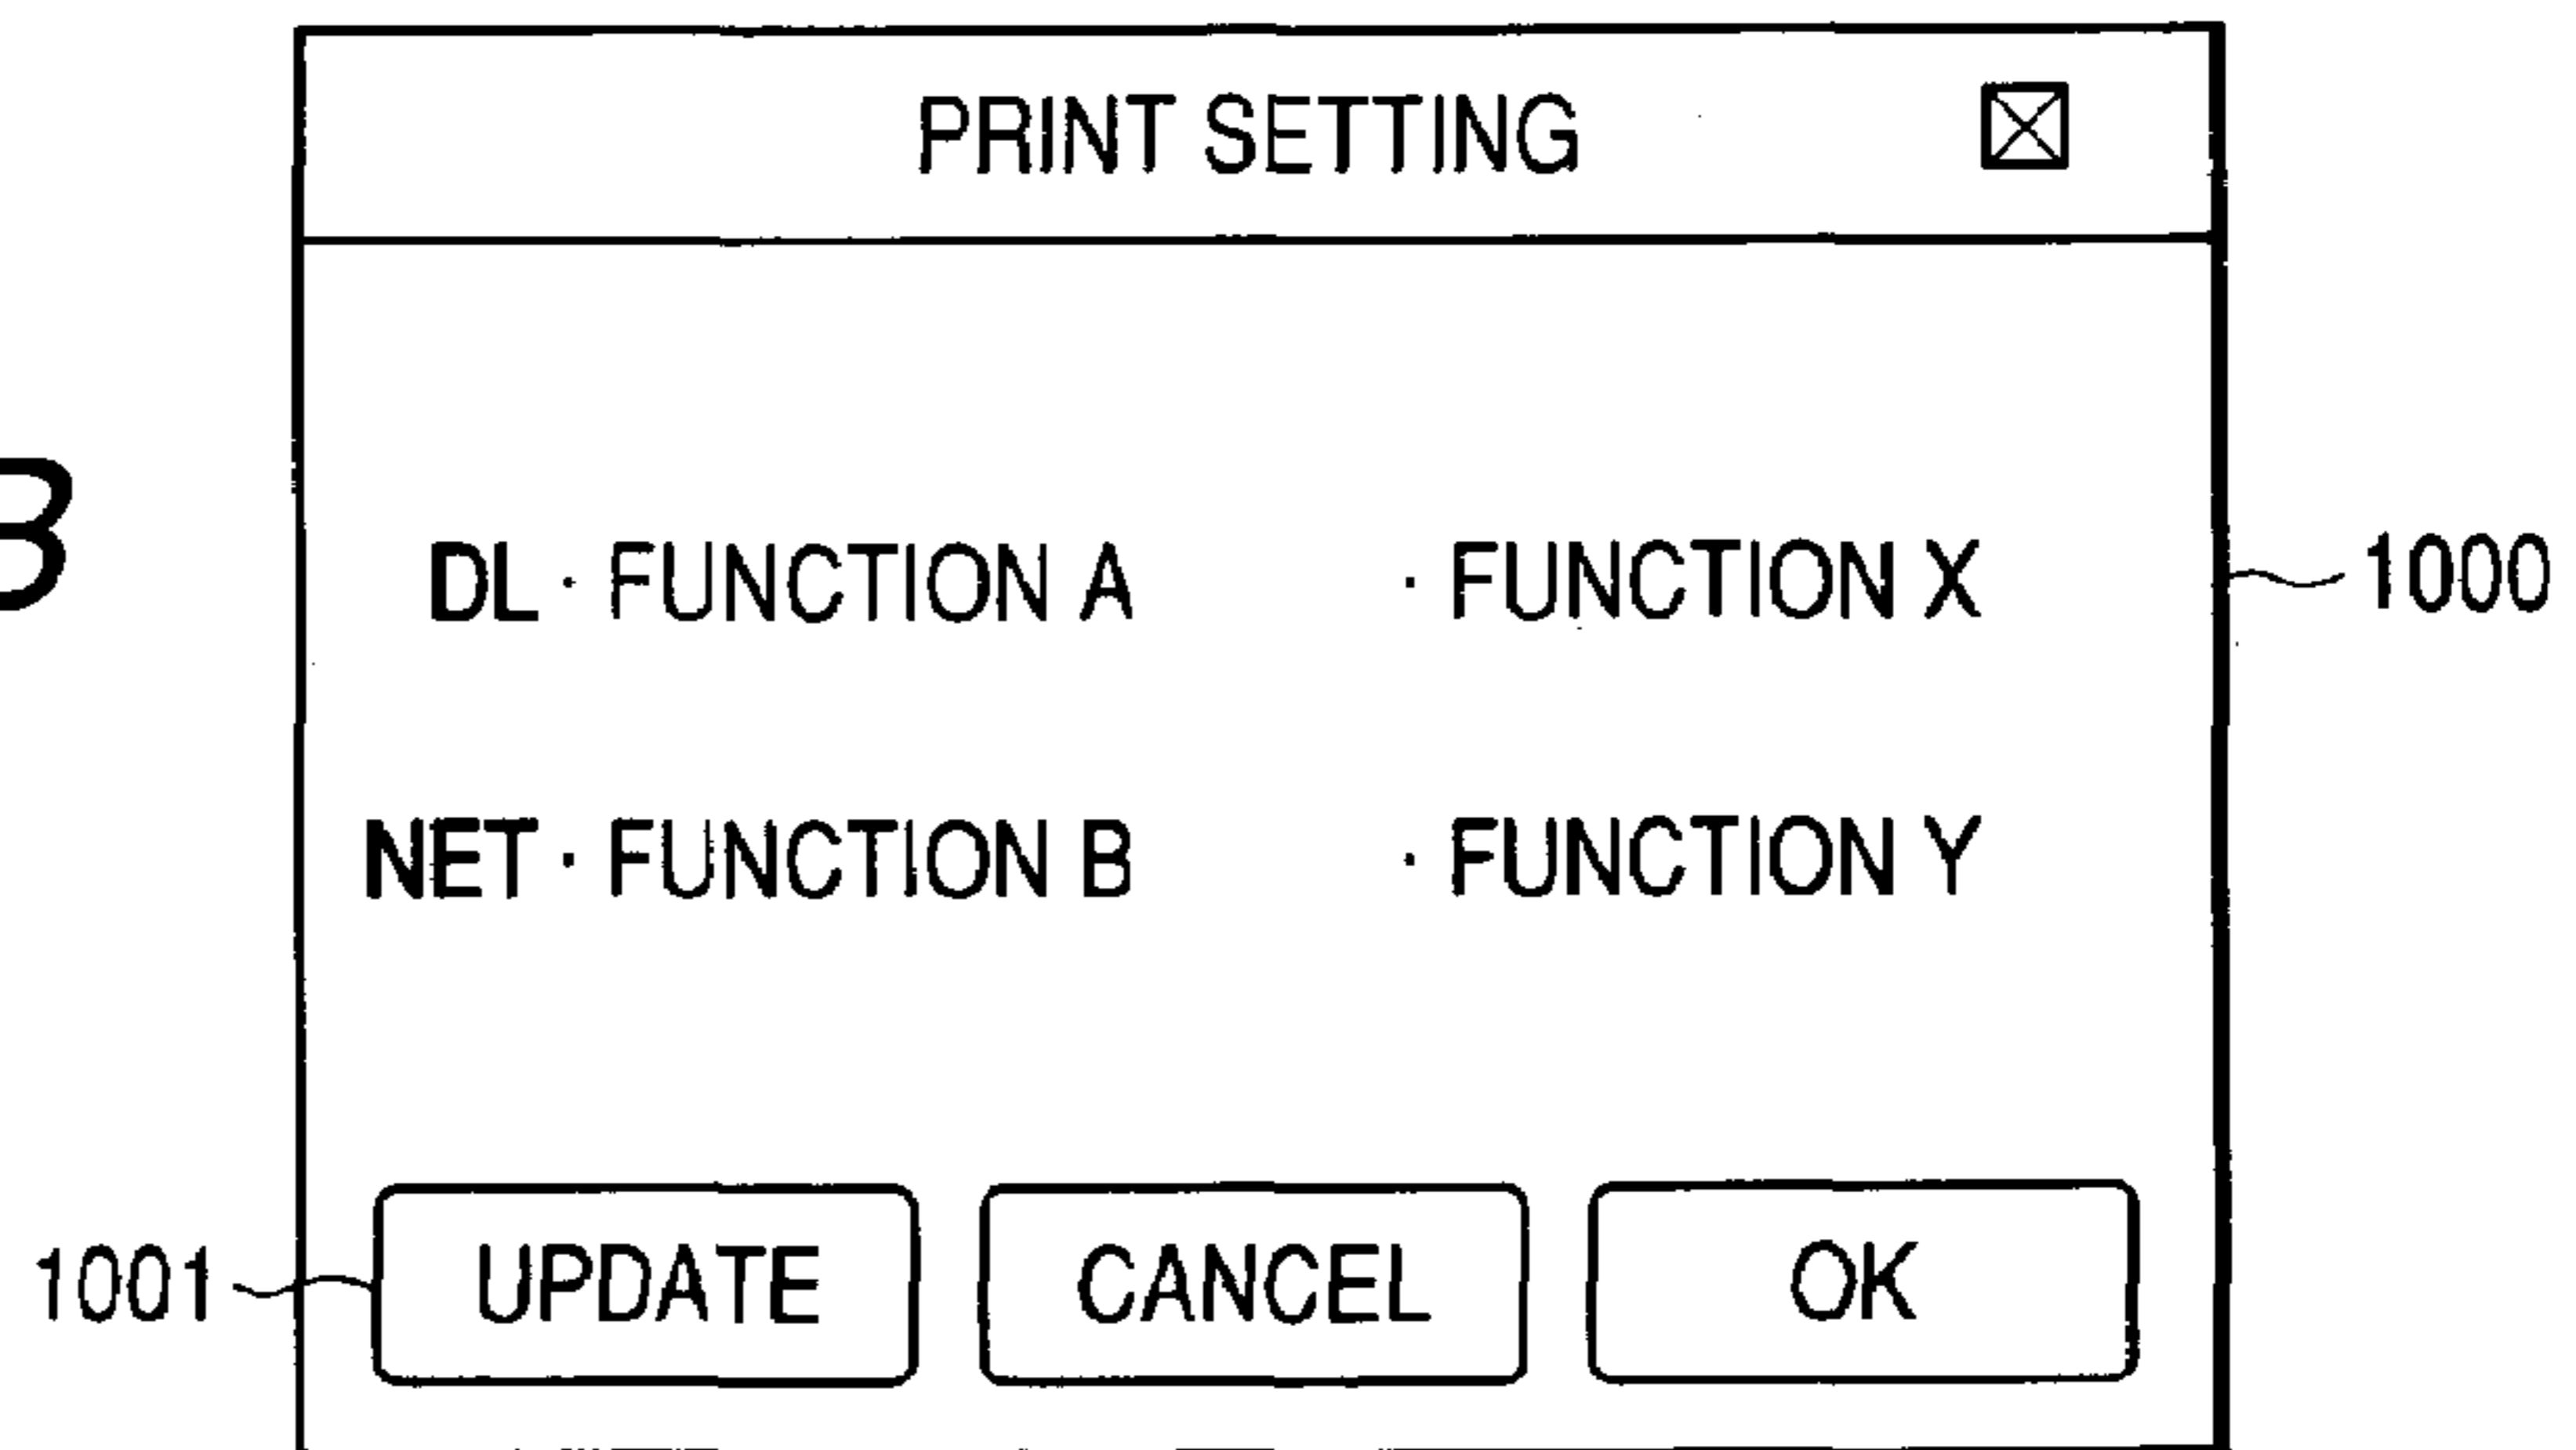 PRINT SETTING
B
DL · FUNCTION A · FUNCTION X
1000
NET · FUNCTION B · FUNCTION Y
1001
UPDATE CANCEL OK